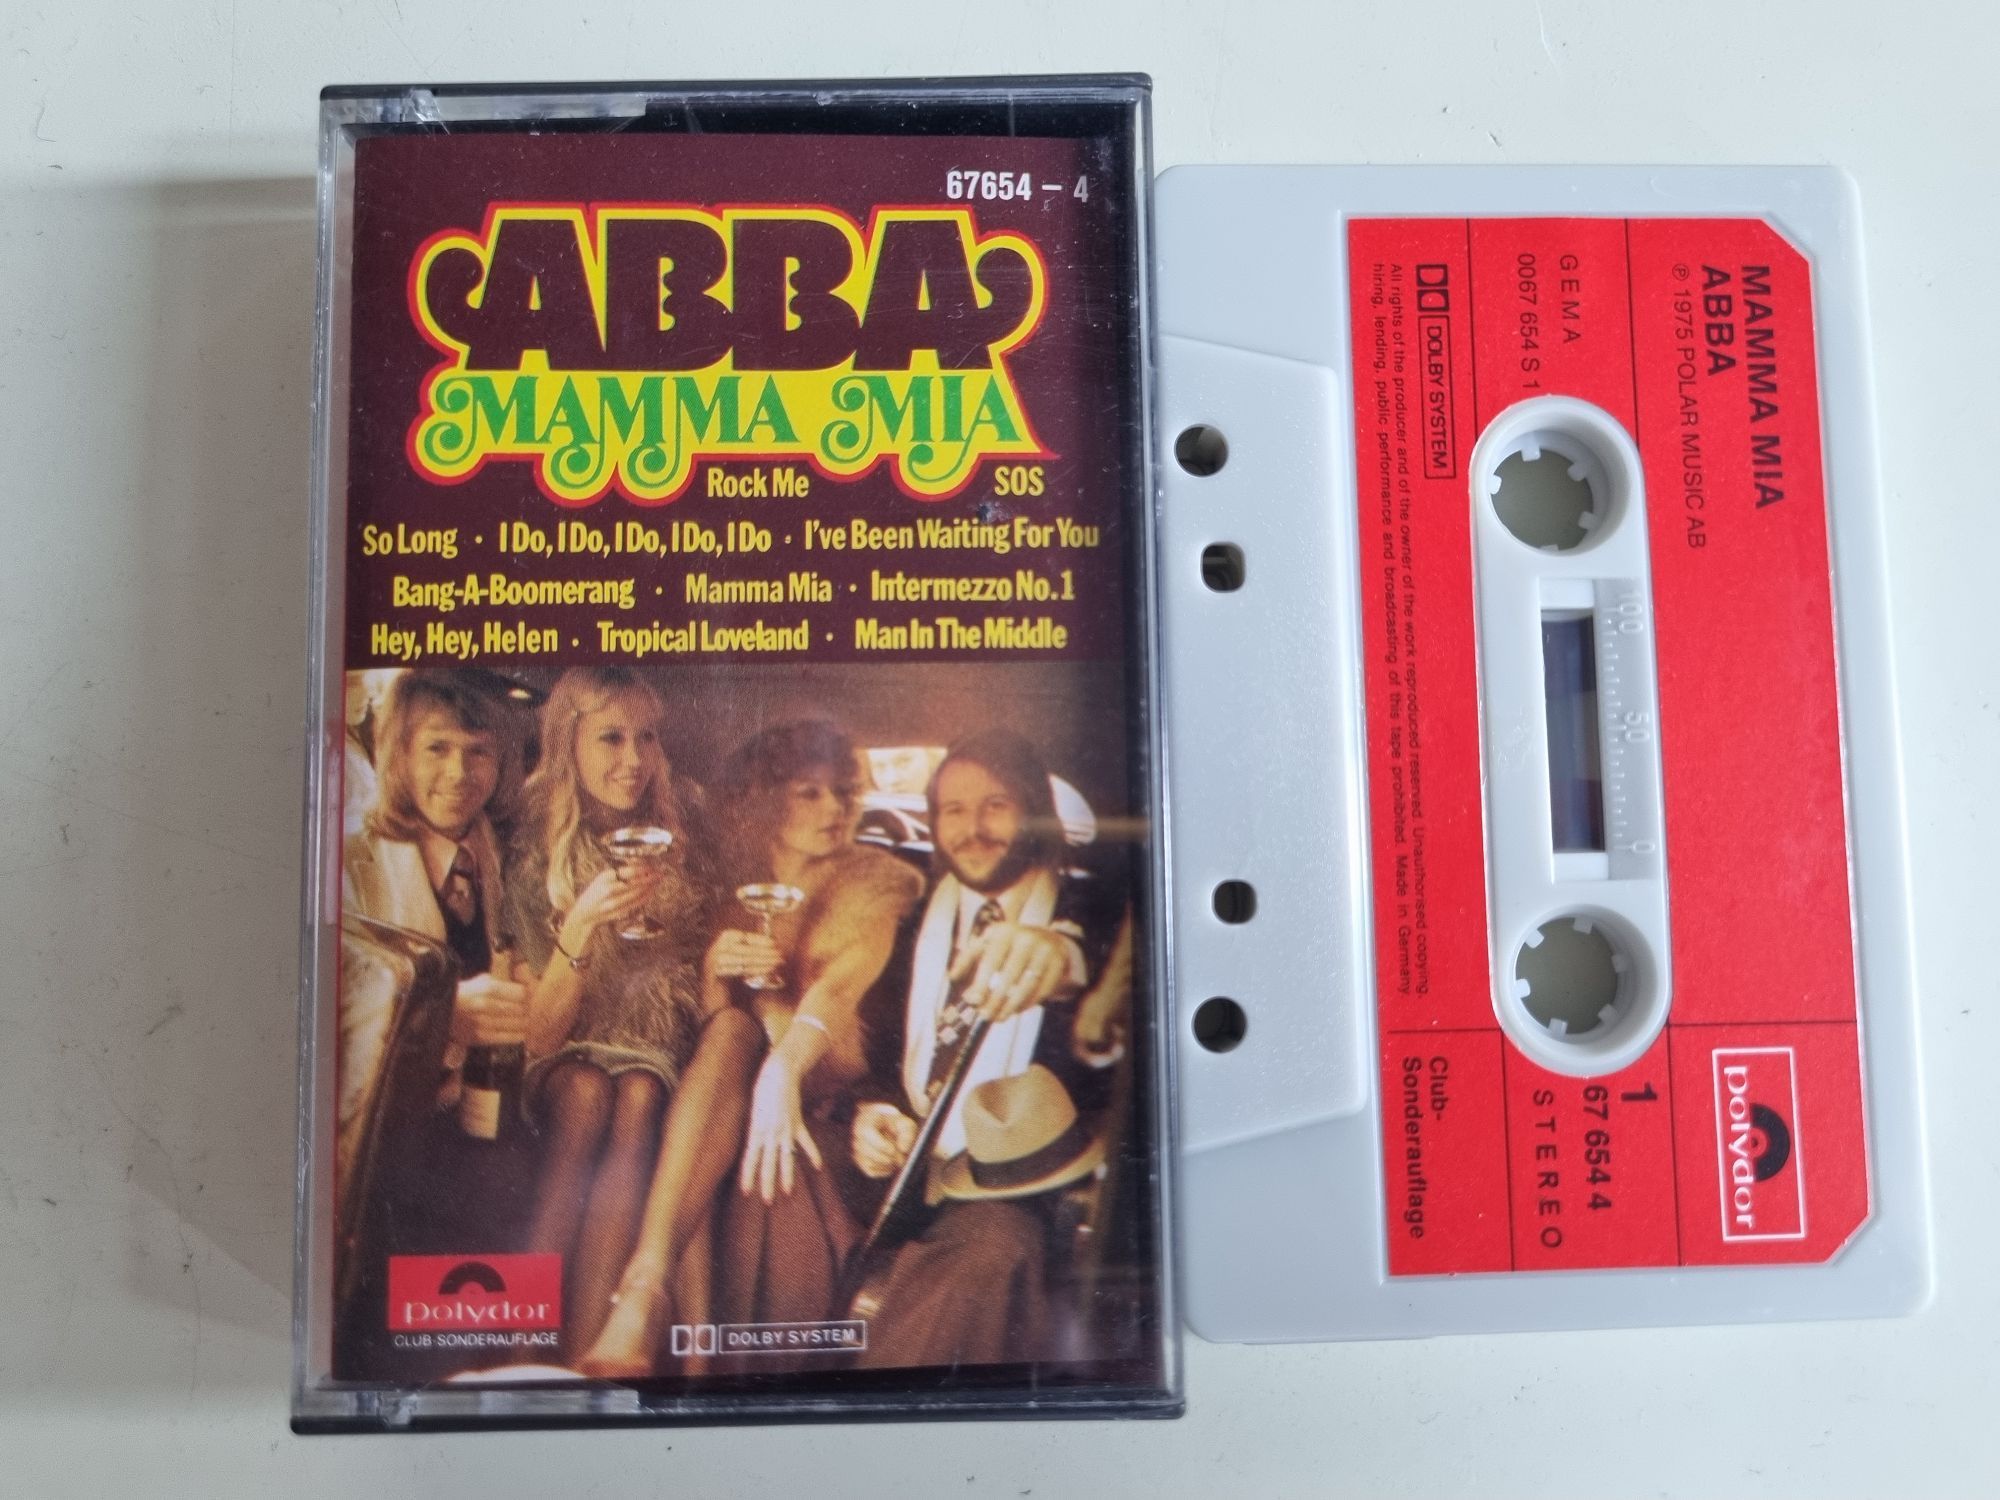 67654 – 4
ABBA
MAMMA MIA
Rock Me SOS
So Long · I Do, I Do, I Do, I Do, I Do · I've Been Waiting For You
Bang-A-Boomerang · Mamma Mia · Intermezzo No. 1
Hey, Hey, Helen · Tropical Loveland · Man In The Middle
polydor
CLUB-SONDERAUFLAGE
DOLBY SYSTEM
MAMMA MIA
ABBA
℗ 1975 POLAR MUSIC AB
GEMA
0067 654 S 1
DOLBY SYSTEM
All rights of the producer and of the owner of the work reproduced reserved. Unauthorised copying,
hiring, lending, public performance and broadcasting of this tape prohibited. Made in Germany
100 50 0
polydor
1
67 654 4
STEREO
Club-
Sonderauflage